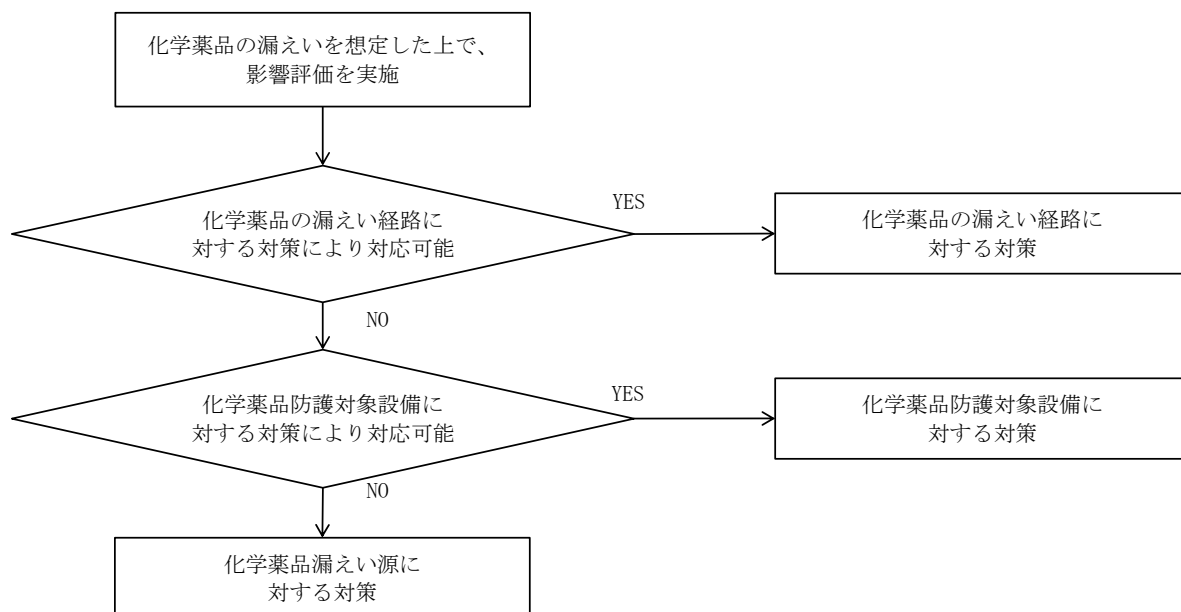 化学薬品の漏えいを想定した上で、
影響評価を実施
化学薬品の漏えい経路に
対する対策により対応可能
YES
化学薬品の漏えい経路に
対する対策
NO
化学薬品防護対象設備に
対する対策により対応可能
YES
化学薬品防護対象設備に
対する対策
NO
化学薬品漏えい源に
対する対策